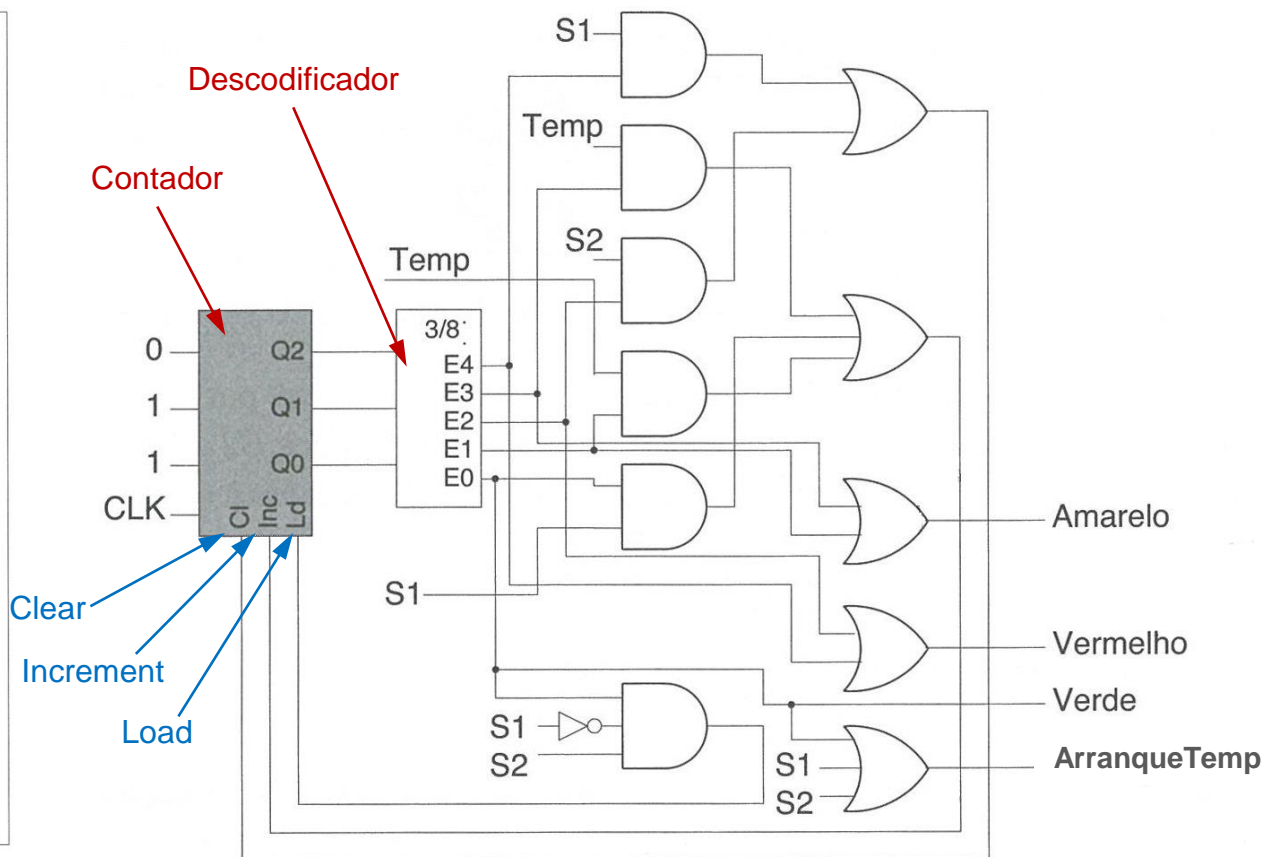 S1
Descodificador
Temp
Contador
S2
Temp
3/8:
0
Q2
E4
E3
1
Q1
E2
E1
1
Q0
E0
CLK
Cl
Inc
Ld
Amarelo
S1
Clear
Increment
Vermelho
Load
Verde
S1
S2
S1
S2
ArranqueTemp